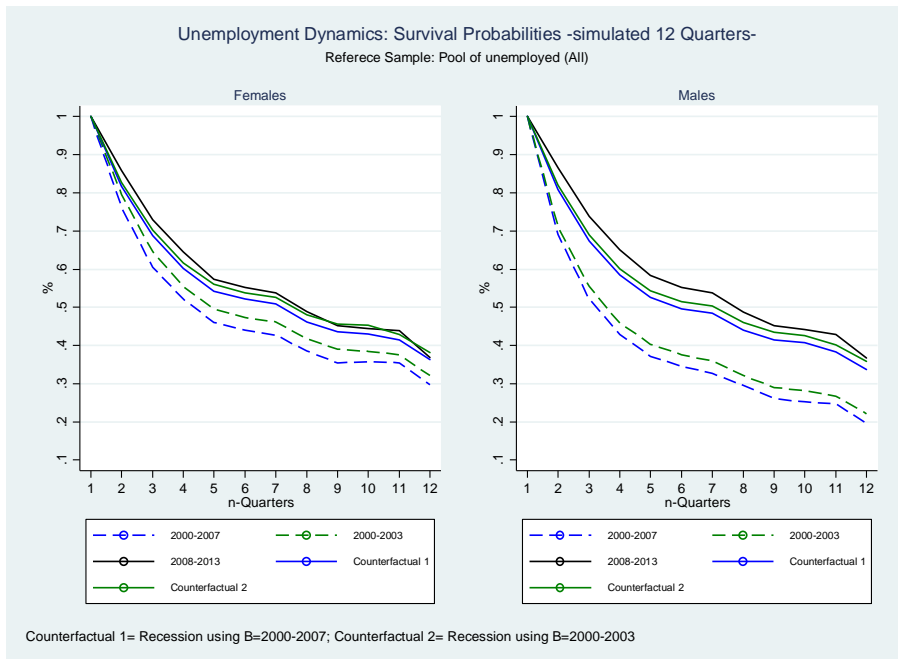 Unemployment Dynamics: Survival Probabilities -simulated 12 Quarters-
Referece Sample: Pool of unemployed (All)
Females
%
1
.9
.8
.7
.6
.5
.4
.3
.2
.1
1 2 3 4 5 6 7 8 9 10 11 12
n-Quarters
2000-2007 2000-2003
2008-2013 Counterfactual 1
Counterfactual 2
Males
%
1
.9
.8
.7
.6
.5
.4
.3
.2
.1
1 2 3 4 5 6 7 8 9 10 11 12
n-Quarters
2000-2007 2000-2003
2008-2013 Counterfactual 1
Counterfactual 2
Counterfactual 1= Recession using B=2000-2007; Counterfactual 2= Recession using B=2000-2003